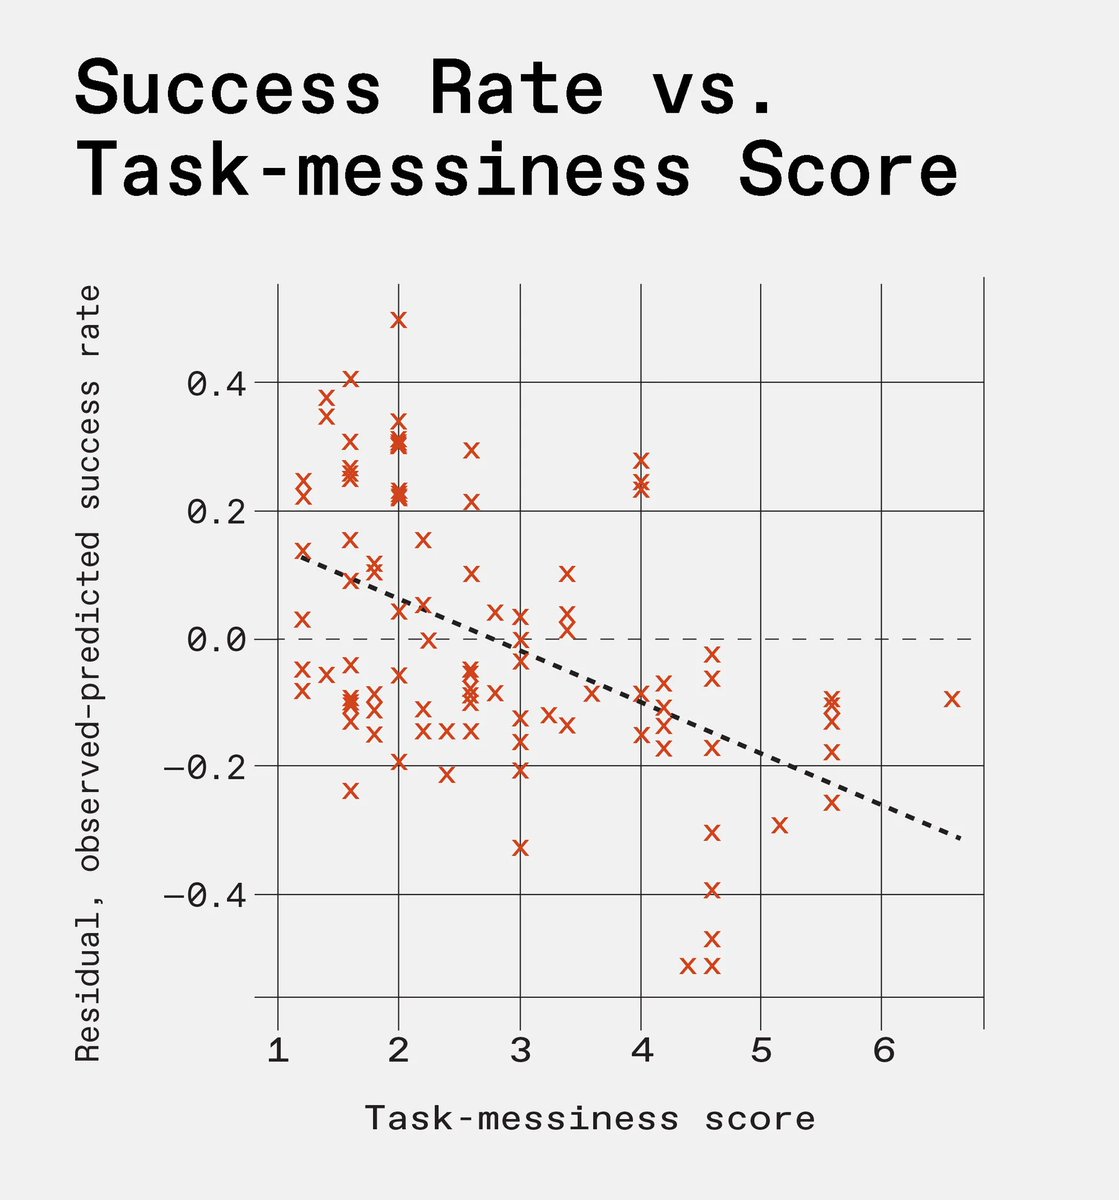 Success Rate vs.
Task-messiness Score
Residual, observed-predicted success rate
0.4
0.2
0.0
−0.2
−0.4
1 2 3 4 5 6
Task-messiness score